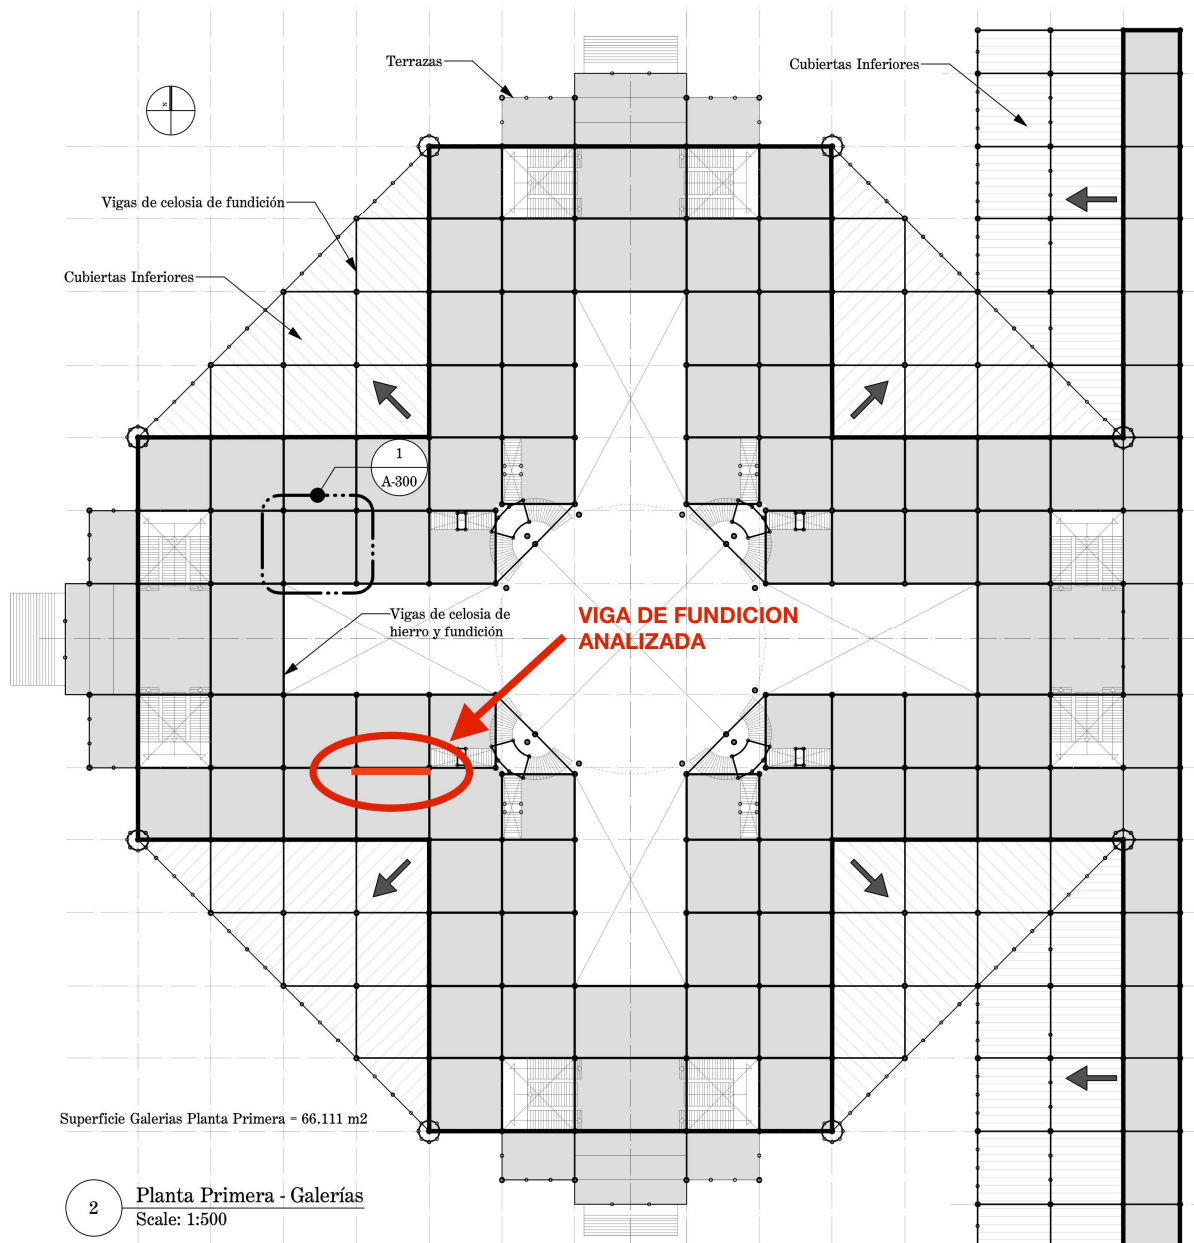 Terrazas
Cubiertas Inferiores
N
Vigas de celosia de fundición
Cubiertas Inferiores
1
A-300
Vigas de celosia de
hierro y fundición
VIGA DE FUNDICION
ANALIZADA
Superficie Galerias Planta Primera = 66.111 m2
2
Planta Primera - Galerías
Scale: 1:500